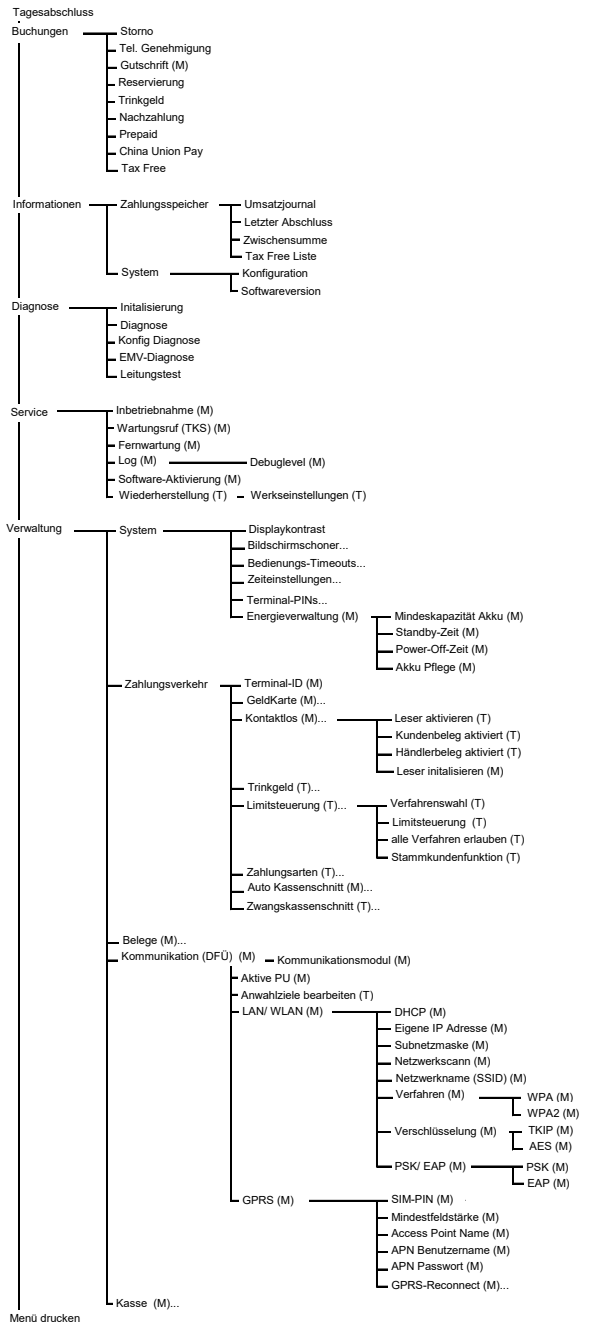 Tagesabschluss
Buchungen
Storno
Tel. Genehmigung
Gutschrift (M)
Reservierung
Trinkgeld
Nachzahlung
Prepaid
China Union Pay
Tax Free
Informationen
Zahlungsspeicher
Umsatzjournal
Letzter Abschluss
Zwischensumme
Tax Free Liste
System
Konfiguration
Softwareversion
Diagnose
Initalisierung
Diagnose
Konfig Diagnose
EMV-Diagnose
Leitungstest
Service
Inbetriebnahme (M)
Wartungsruf (TKS) (M)
Fernwartung (M)
Log (M)
Debuglevel (M)
Software-Aktivierung (M)
Wiederherstellung (T)
Werkseinstellungen (T)
Verwaltung
System
Displaykontrast
Bildschirmschoner...
Bedienungs-Timeouts...
Zeiteinstellungen...
Terminal-PINs...
Energieverwaltung (M)
Mindeskapazität Akku (M)
Standby-Zeit (M)
Power-Off-Zeit (M)
Akku Pflege (M)
Zahlungsverkehr
Terminal-ID (M)
GeldKarte (M)...
Kontaktlos (M)...
Leser aktivieren (T)
Kundenbeleg aktiviert (T)
Händlerbeleg aktiviert (T)
Leser initalisieren (M)
Trinkgeld (T)...
Limitsteuerung (T)...
Verfahrenswahl (T)
Limitsteuerung (T)
alle Verfahren erlauben (T)
Stammkundenfunktion (T)
Zahlungsarten (T)...
Auto Kassenschnitt (M)...
Zwangskassenschnitt (T)...
Belege (M)...
Kommunikation (DFÜ) (M)
Kommunikationsmodul (M)
Aktive PU (M)
Anwahlziele bearbeiten (T)
LAN/ WLAN (M)
DHCP (M)
Eigene IP Adresse (M)
Subnetzmaske (M)
Netzwerkscann (M)
Netzwerkname (SSID) (M)
Verfahren (M)
WPA (M)
WPA2 (M)
Verschlüsselung (M)
TKIP (M)
AES (M)
PSK/ EAP (M)
PSK (M)
EAP (M)
GPRS (M)
SIM-PIN (M)
Mindestfeldstärke (M)
Access Point Name (M)
APN Benutzername (M)
APN Passwort (M)
GPRS-Reconnect (M)...
Kasse (M)...
Menü drucken